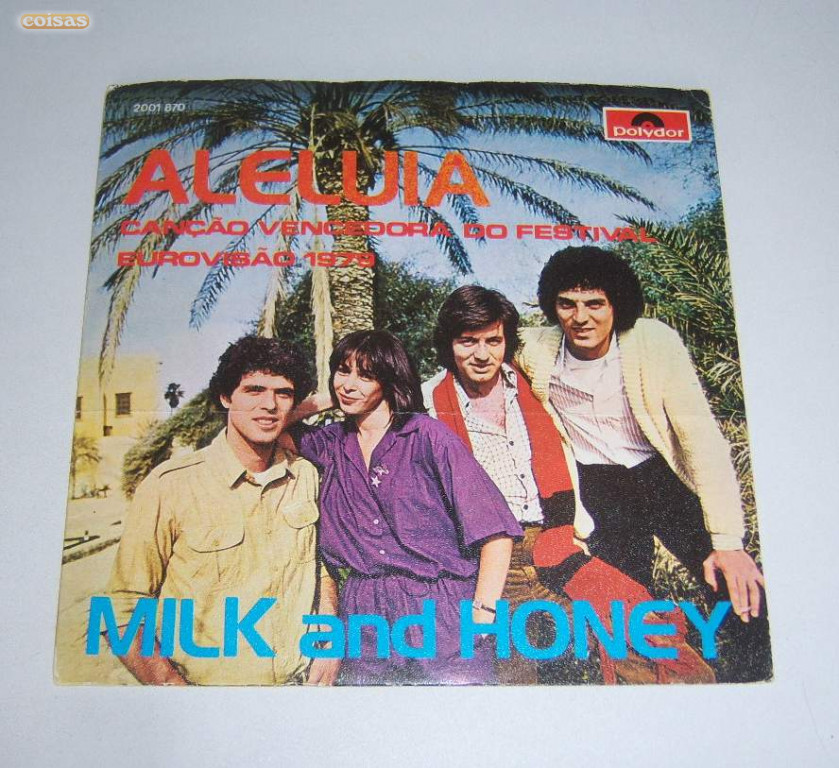 coisas
2001 870
polydor
ALELUIA
CANÇÃO VENCEDORA DO FESTIVAL
EUROVISÃO 1979
MILK and HONEY